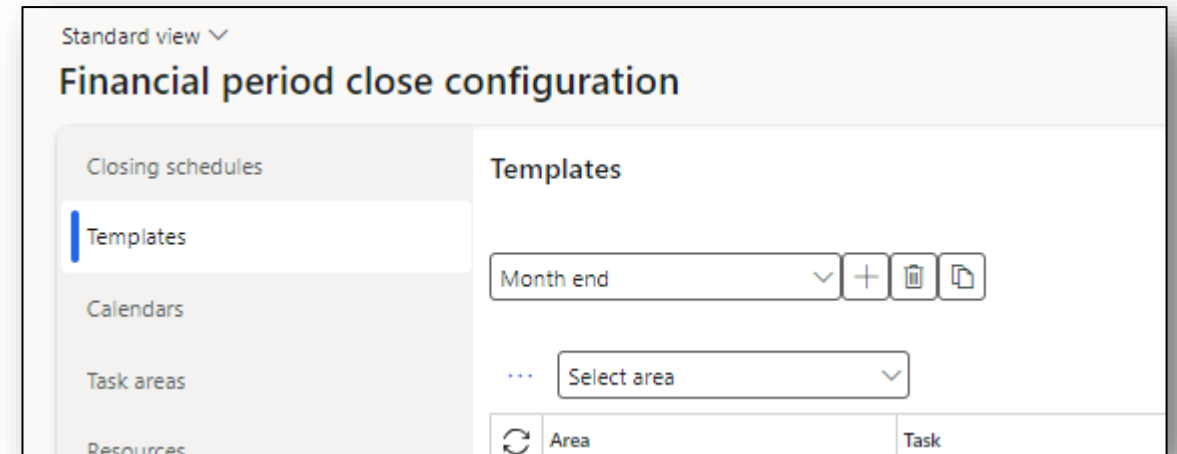 Standard view
Financial period close configuration
Closing schedules
Templates
Calendars
Task areas
Resources
Templates
Month end
Select area
Area Task